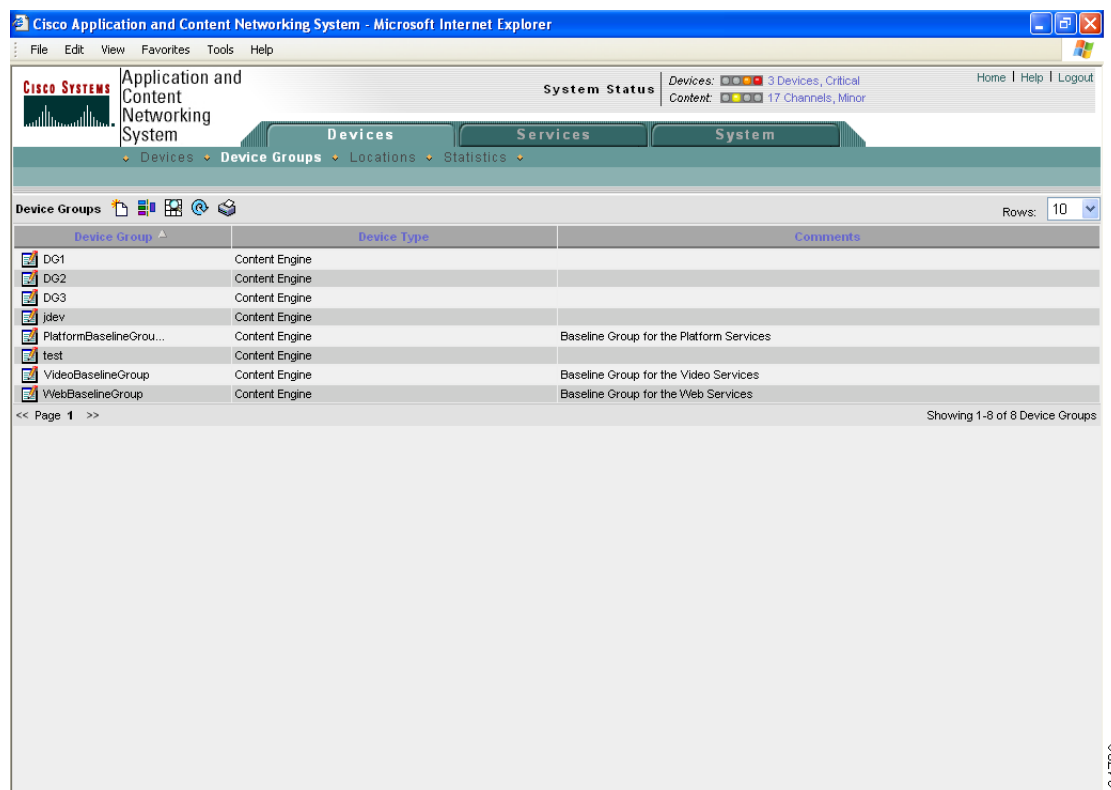 Cisco Application and Content Networking System - Microsoft Internet Explorer
File Edit View Favorites Tools Help
CISCO SYSTEMS
Application and
Content
Networking
System
System Status
Devices: 3 Devices, Critical
Content: 17 Channels, Minor
Home | Help | Logout
Devices Services System
Devices Device Groups Locations Statistics
Device Groups
Rows: 10
Device Group Device Type Comments
DG1 Content Engine
DG2 Content Engine
DG3 Content Engine
jdev Content Engine
PlatformBaselineGrou... Content Engine Baseline Group for the Platform Services
test Content Engine
VideoBaselineGroup Content Engine Baseline Group for the Video Services
WebBaselineGroup Content Engine Baseline Group for the Web Services
<< Page 1 >>
Showing 1-8 of 8 Device Groups